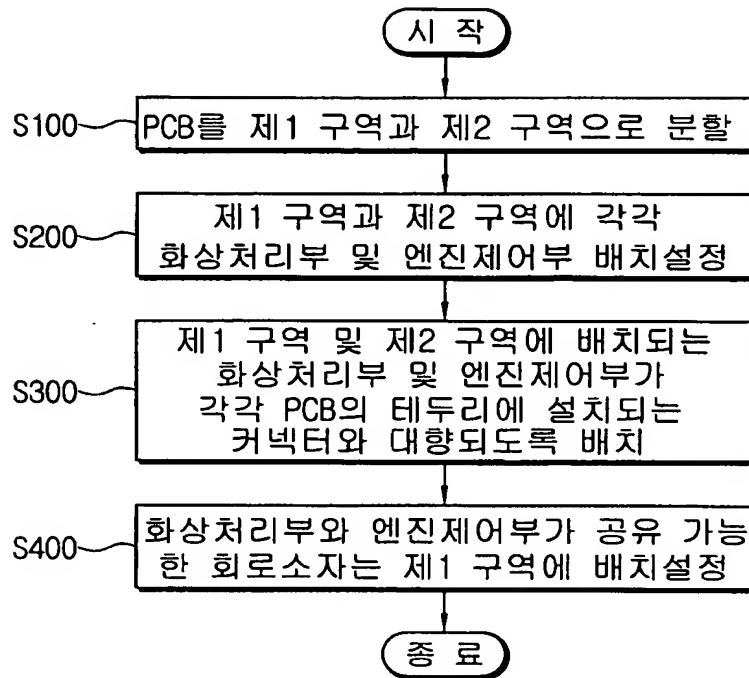 시 작
S100
PCB를 제1 구역과 제2 구역으로 분할
S200
제1 구역과 제2 구역에 각각
화상처리부 및 엔진제어부 배치설정
S300
제1 구역 및 제2 구역에 배치되는
화상처리부 및 엔진제어부가
각각 PCB의 테두리에 설치되는
커넥터와 대향되도록 배치
S400
화상처리부와 엔진제어부가 공유 가능
한 회로소자는 제1 구역에 배치설정
종 료